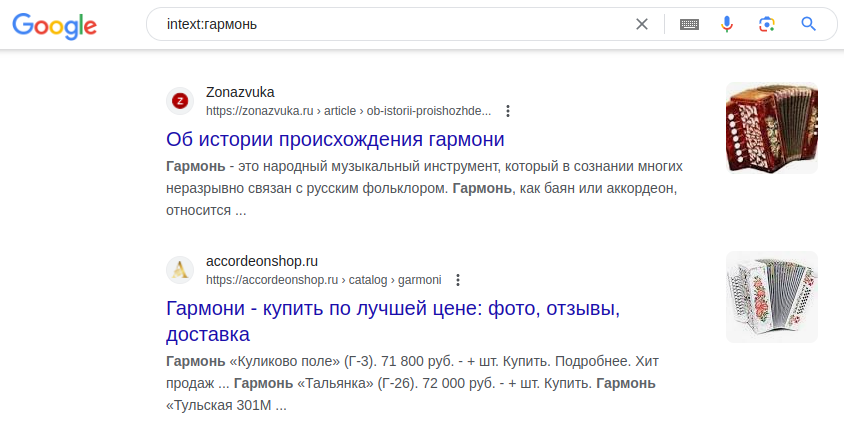 Google
intext:гармонь
Zonazvuka
https://zonazvuka.ru › article › ob-istorii-proishozhde...
Об истории происхождения гармони
Гармонь - это народный музыкальный инструмент, который в сознании многих
неразрывно связан с русским фольклором. Гармонь, как баян или аккордеон,
относится ...
accordeonshop.ru
https://accordeonshop.ru › catalog › garmoni
Гармони - купить по лучшей цене: фото, отзывы,
доставка
Гармонь «Куликово поле» (Г-3). 71 800 руб. - + шт. Купить. Подробнее. Хит
продаж ... Гармонь «Тальянка» (Г-26). 72 000 руб. - + шт. Купить. Гармонь
«Тульская 301М ...